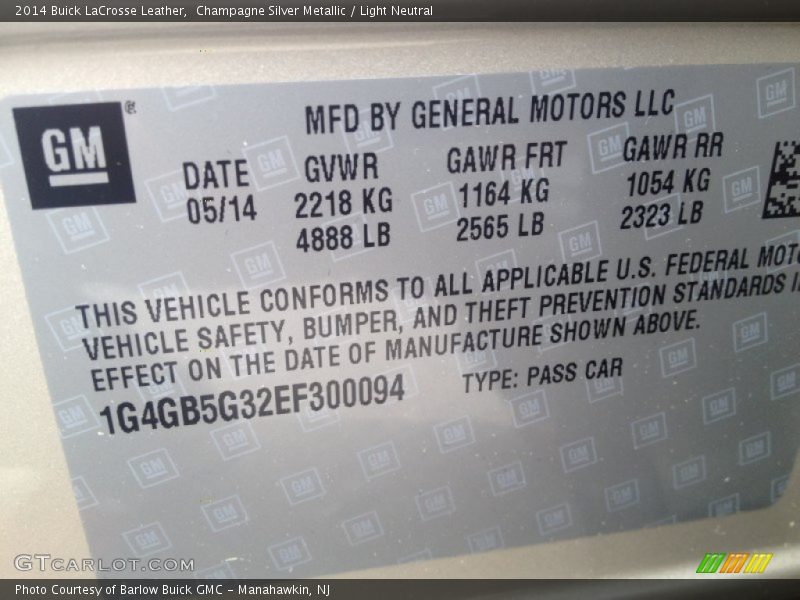 2014 Buick LaCrosse Leather,  Champagne Silver Metallic / Light Neutral
GM®
MFD BY GENERAL MOTORS LLC
DATE GVWR GAWR FRT GAWR RR
05/14 2218 KG 1164 KG 1054 KG
4888 LB 2565 LB 2323 LB
THIS VEHICLE CONFORMS TO ALL APPLICABLE U.S. FEDERAL MOTO
VEHICLE SAFETY, BUMPER, AND THEFT PREVENTION STANDARDS I
EFFECT ON THE DATE OF MANUFACTURE SHOWN ABOVE.
1G4GB5G32EF300094 TYPE: PASS CAR
GTCARLOT.COM
Photo Courtesy of Barlow Buick GMC – Manahawkin, NJ